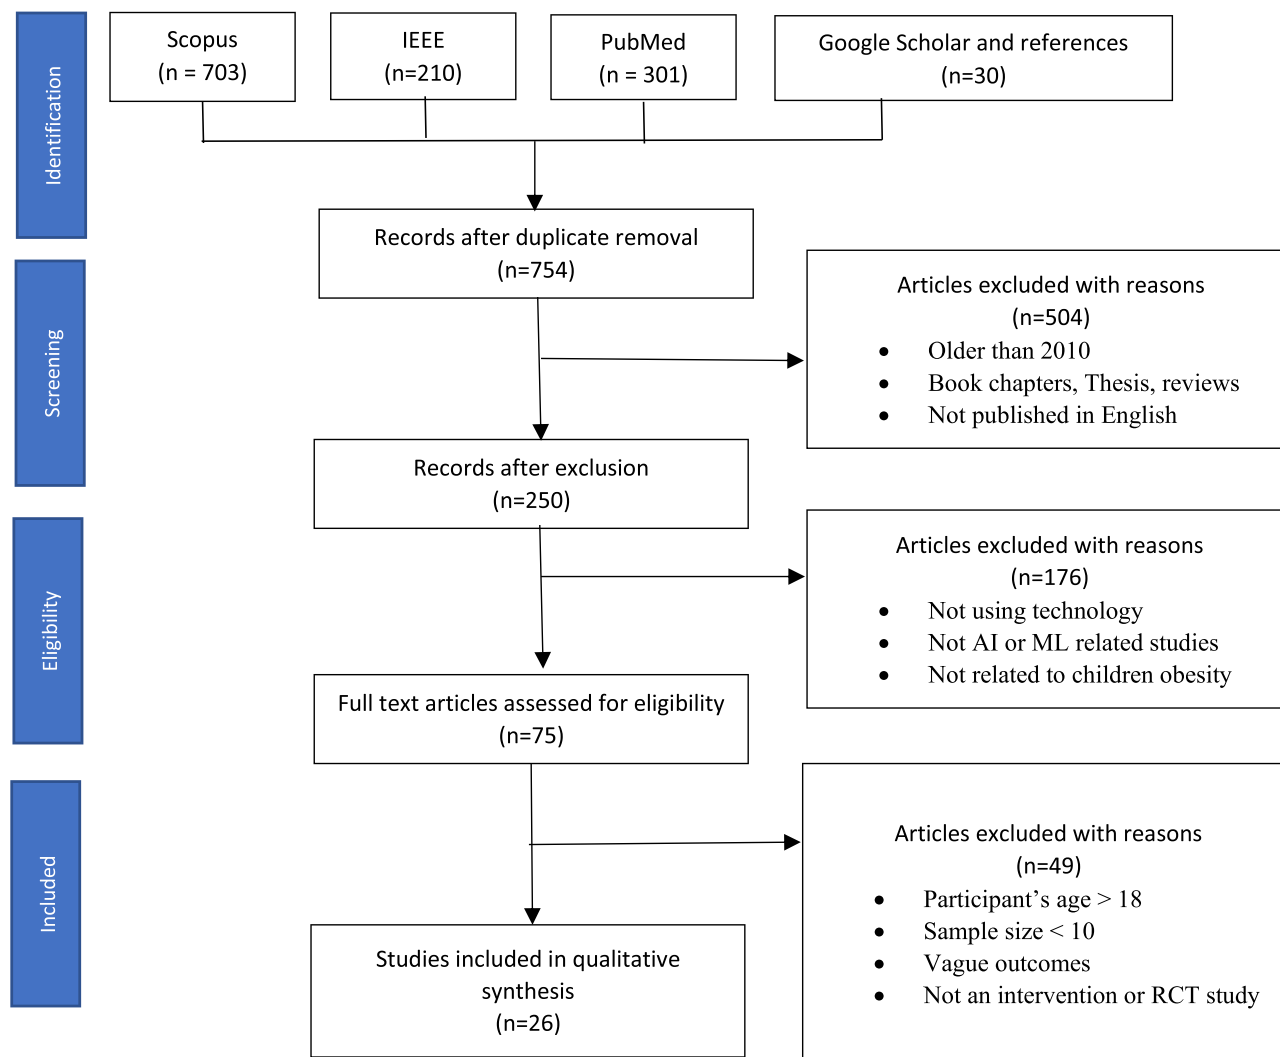 Identification
Scopus
(n = 703)
IEEE
(n=210)
PubMed
(n = 301)
Google Scholar and references
(n=30)
Records after duplicate removal
(n=754)
Screening
Articles excluded with reasons
(n=504)
• Older than 2010
• Book chapters, Thesis, reviews
• Not published in English
Records after exclusion
(n=250)
Eligibility
Articles excluded with reasons
(n=176)
• Not using technology
• Not AI or ML related studies
• Not related to children obesity
Full text articles assessed for eligibility
(n=75)
Included
Articles excluded with reasons
(n=49)
• Participant’s age > 18
• Sample size < 10
• Vague outcomes
• Not an intervention or RCT study
Studies included in qualitative
synthesis
(n=26)